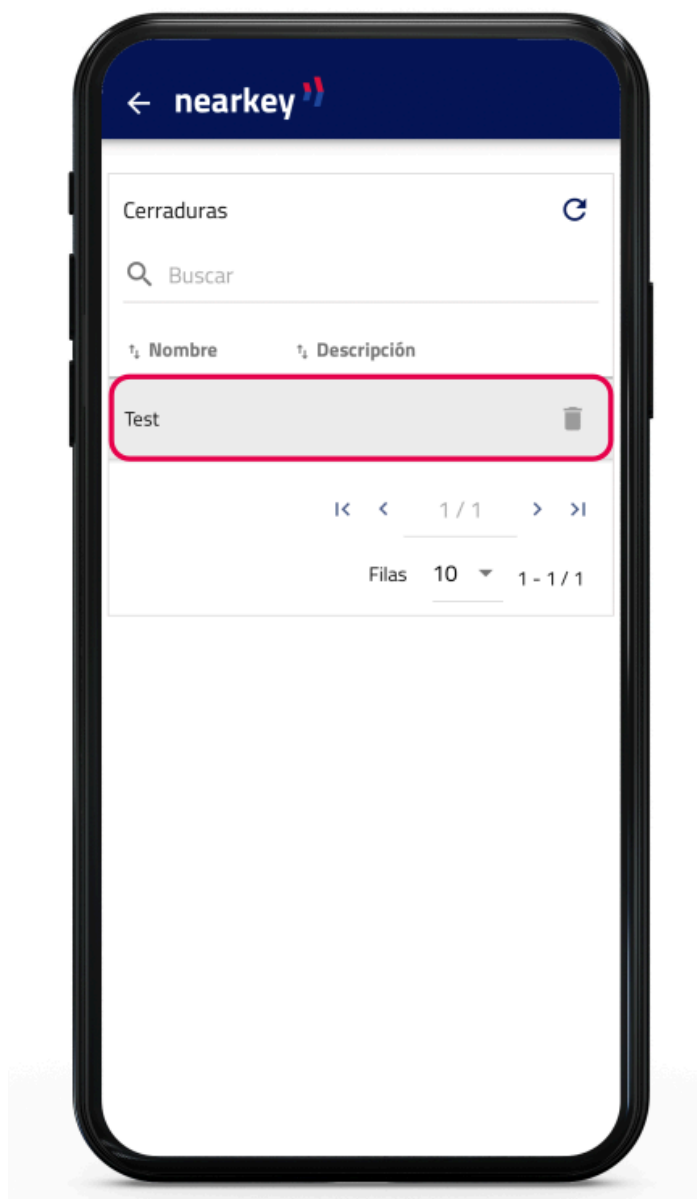 nearkey
Cerraduras
Buscar
Nombre Descripción
Test
1 / 1
Filas 10 1 - 1 / 1